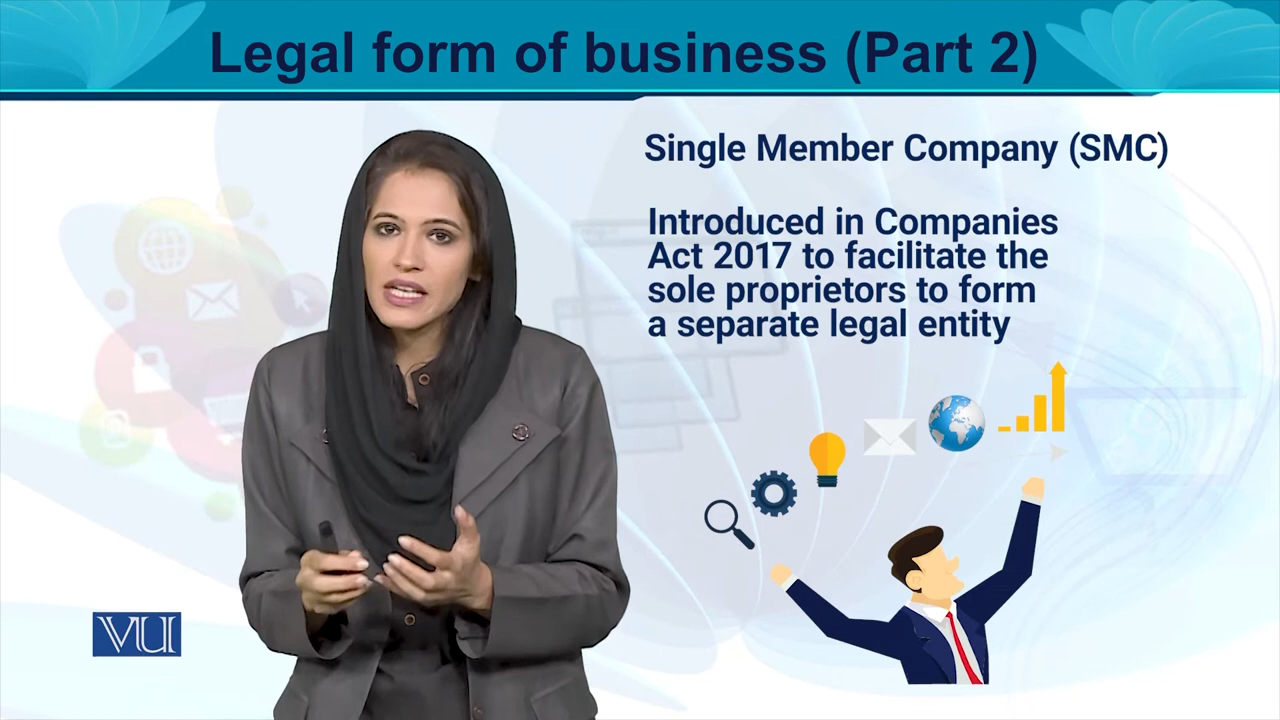 Legal form of business (Part 2)
Single Member Company (SMC)
Introduced in Companies
Act 2017 to facilitate the
sole proprietors to form
a separate legal entity
VU